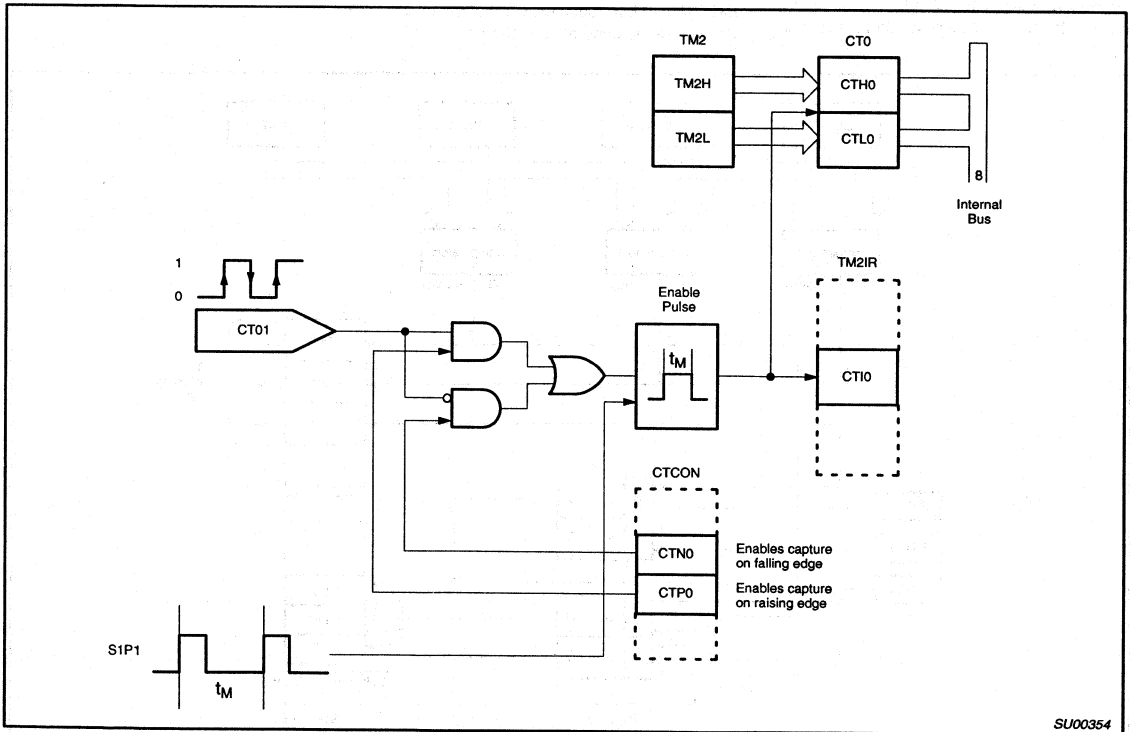 TM2
CT0
TM2H
CTH0
TM2L
CTL0
8
Internal
Bus
TM2IR
1
0
Enable
Pulse
CT01
tM
CTI0
CTCON
CTN0
Enables capture
on falling edge
CTP0
Enables capture
on raising edge
S1P1
tM
SU00354